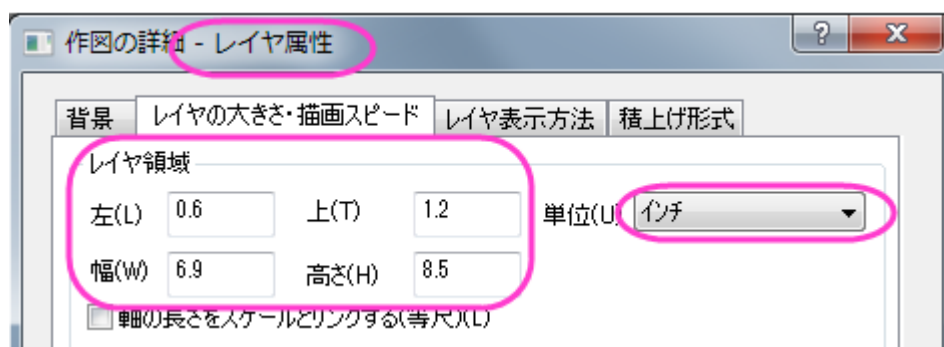 作図の詳細 - レイヤ属性
背景 レイヤの大きさ・描画スピード レイヤ表示方法 積上げ形式
レイヤ領域
左(L) 0.6 上(T) 1.2 単位(U) インチ
幅(W) 6.9 高さ(H) 8.5
軸の長さをスケールとリンクする(等尺)(L)